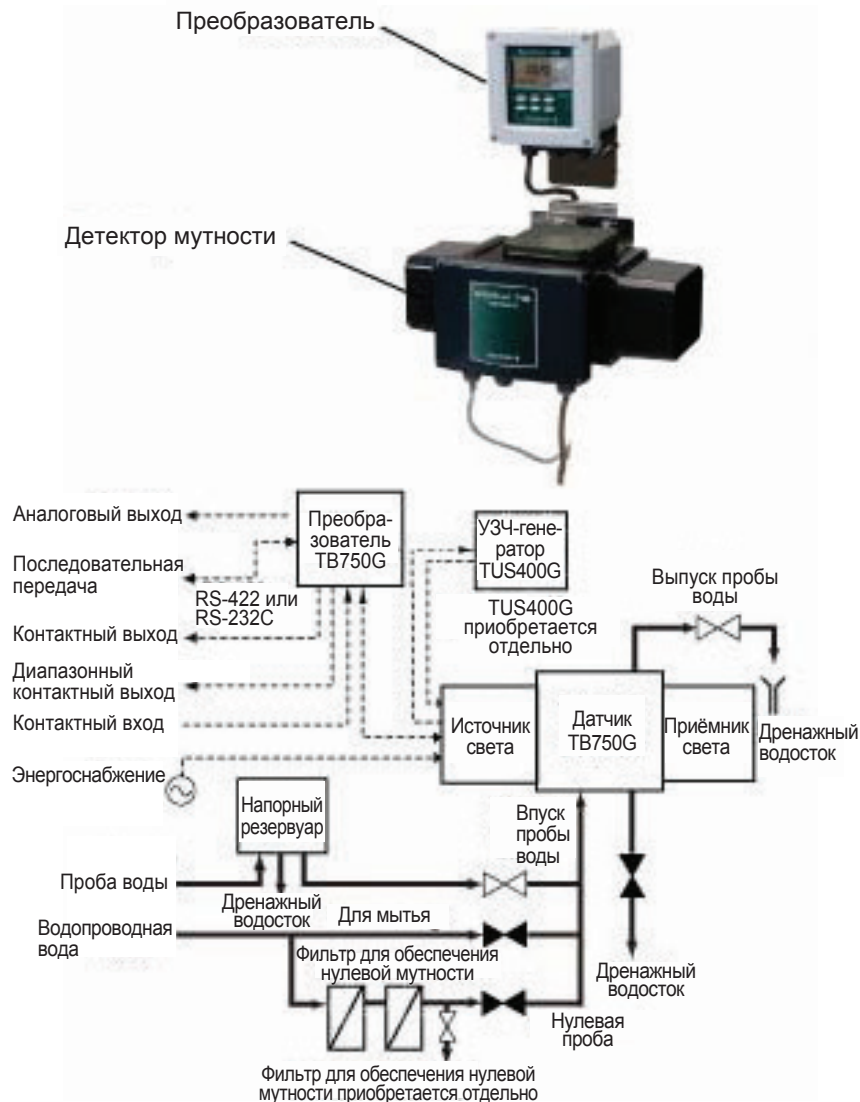 Преобразователь
Детектор мутности
Аналоговый выход
Последовательная
передача
RS-422 или
RS-232C
Контактный выход
Диапазонный
контактный выход
Контактный вход
Энергоснабжение
Преобра-
зователь
TB750G
УЗЧ-гене-
ратор
TUS400G
TUS400G
приобретается
отдельно
Выпуск пробы
воды
Источник
света
Датчик
TB750G
Приёмник
света
Дренажный
водосток
Напорный
резервуар
Впуск
пробы
воды
Проба воды
Дренажный
водосток
Для мытья
Водопроводная
вода
Фильтр для обеспечения
нулевой мутности
Дренажный
водосток
Нулевая
проба
Фильтр для обеспечения нулевой
мутности приобретается отдельно